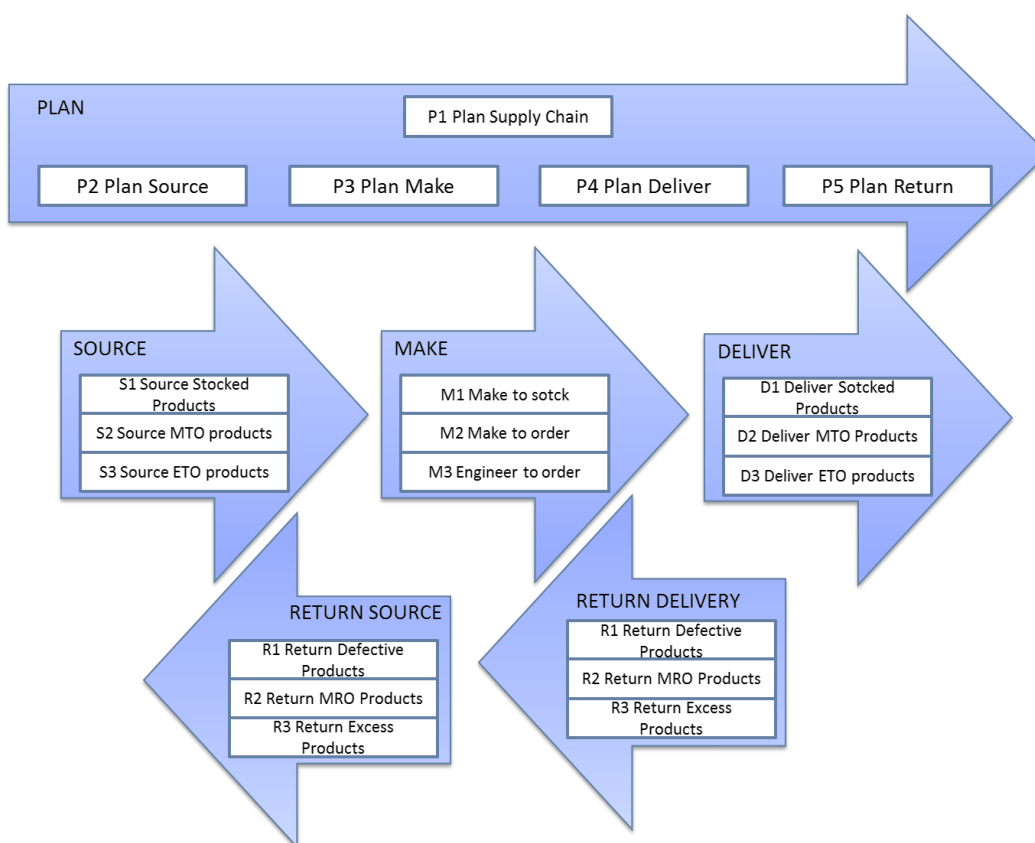 PLAN
P1 Plan Supply Chain
P2 Plan Source
P3 Plan Make
P4 Plan Deliver
P5 Plan Return
SOURCE
S1 Source Stocked
Products
S2 Source MTO products
S3 Source ETO products
MAKE
M1 Make to sotck
M2 Make to order
M3 Engineer to order
DELIVER
D1 Deliver Sotcked
Products
D2 Deliver MTO Products
D3 Deliver ETO products
RETURN SOURCE
R1 Return Defective
Products
R2 Return MRO Products
R3 Return Excess
Products
RETURN DELIVERY
R1 Return Defective
Products
R2 Return MRO Products
R3 Return Excess
Products